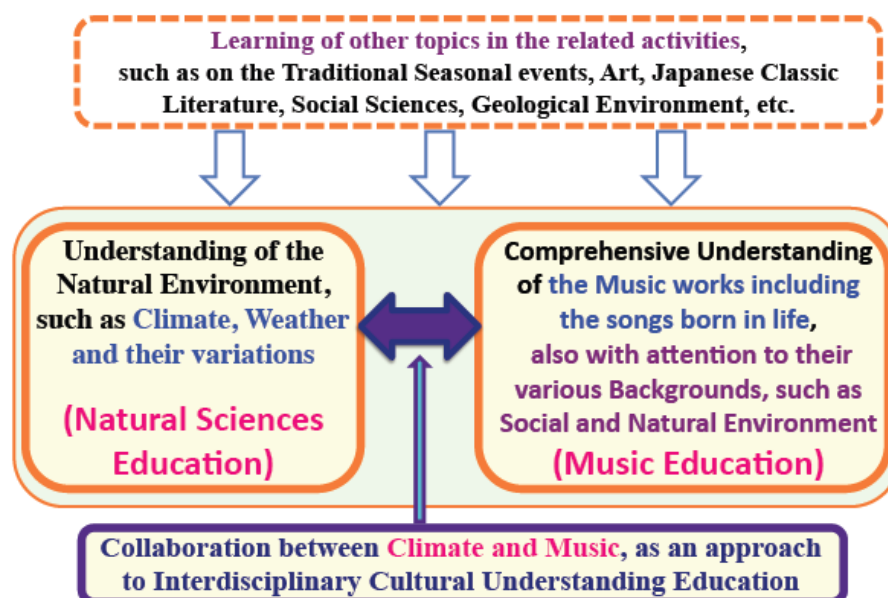 Learning of other topics in the related activities,
such as on the Traditional Seasonal events, Art, Japanese Classic
Literature, Social Sciences, Geological Environment, etc.
Understanding of the
Natural Environment,
such as Climate, Weather
and their variations
(Natural Sciences
Education)
Comprehensive Understanding
of the Music works including
the songs born in life,
also with attention to their
various Backgrounds, such as
Social and Natural Environment
(Music Education)
Collaboration between Climate and Music, as an approach
to Interdisciplinary Cultural Understanding Education